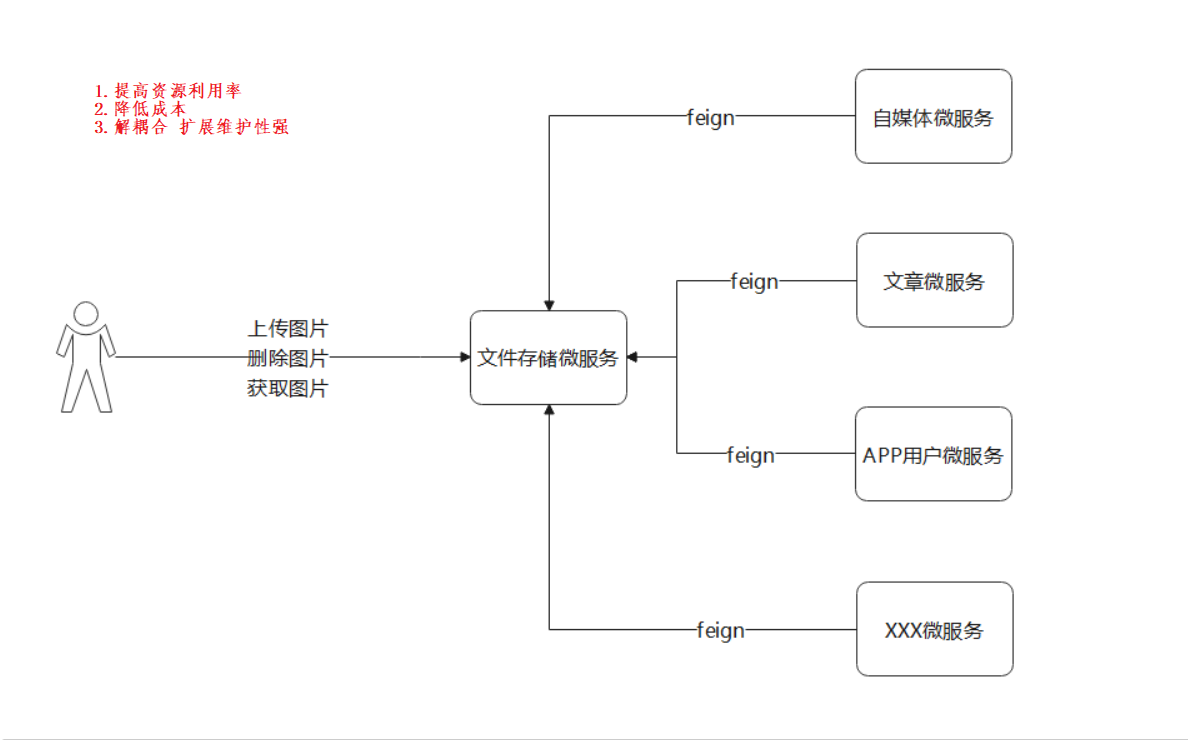 1. 提高资源利用率
2. 降低成本
3. 解耦合 扩展维护性强
feign
自媒体微服务
feign
文章微服务
上传图片
删除图片
获取图片
文件存储微服务
feign
APP用户微服务
feign
XXX微服务